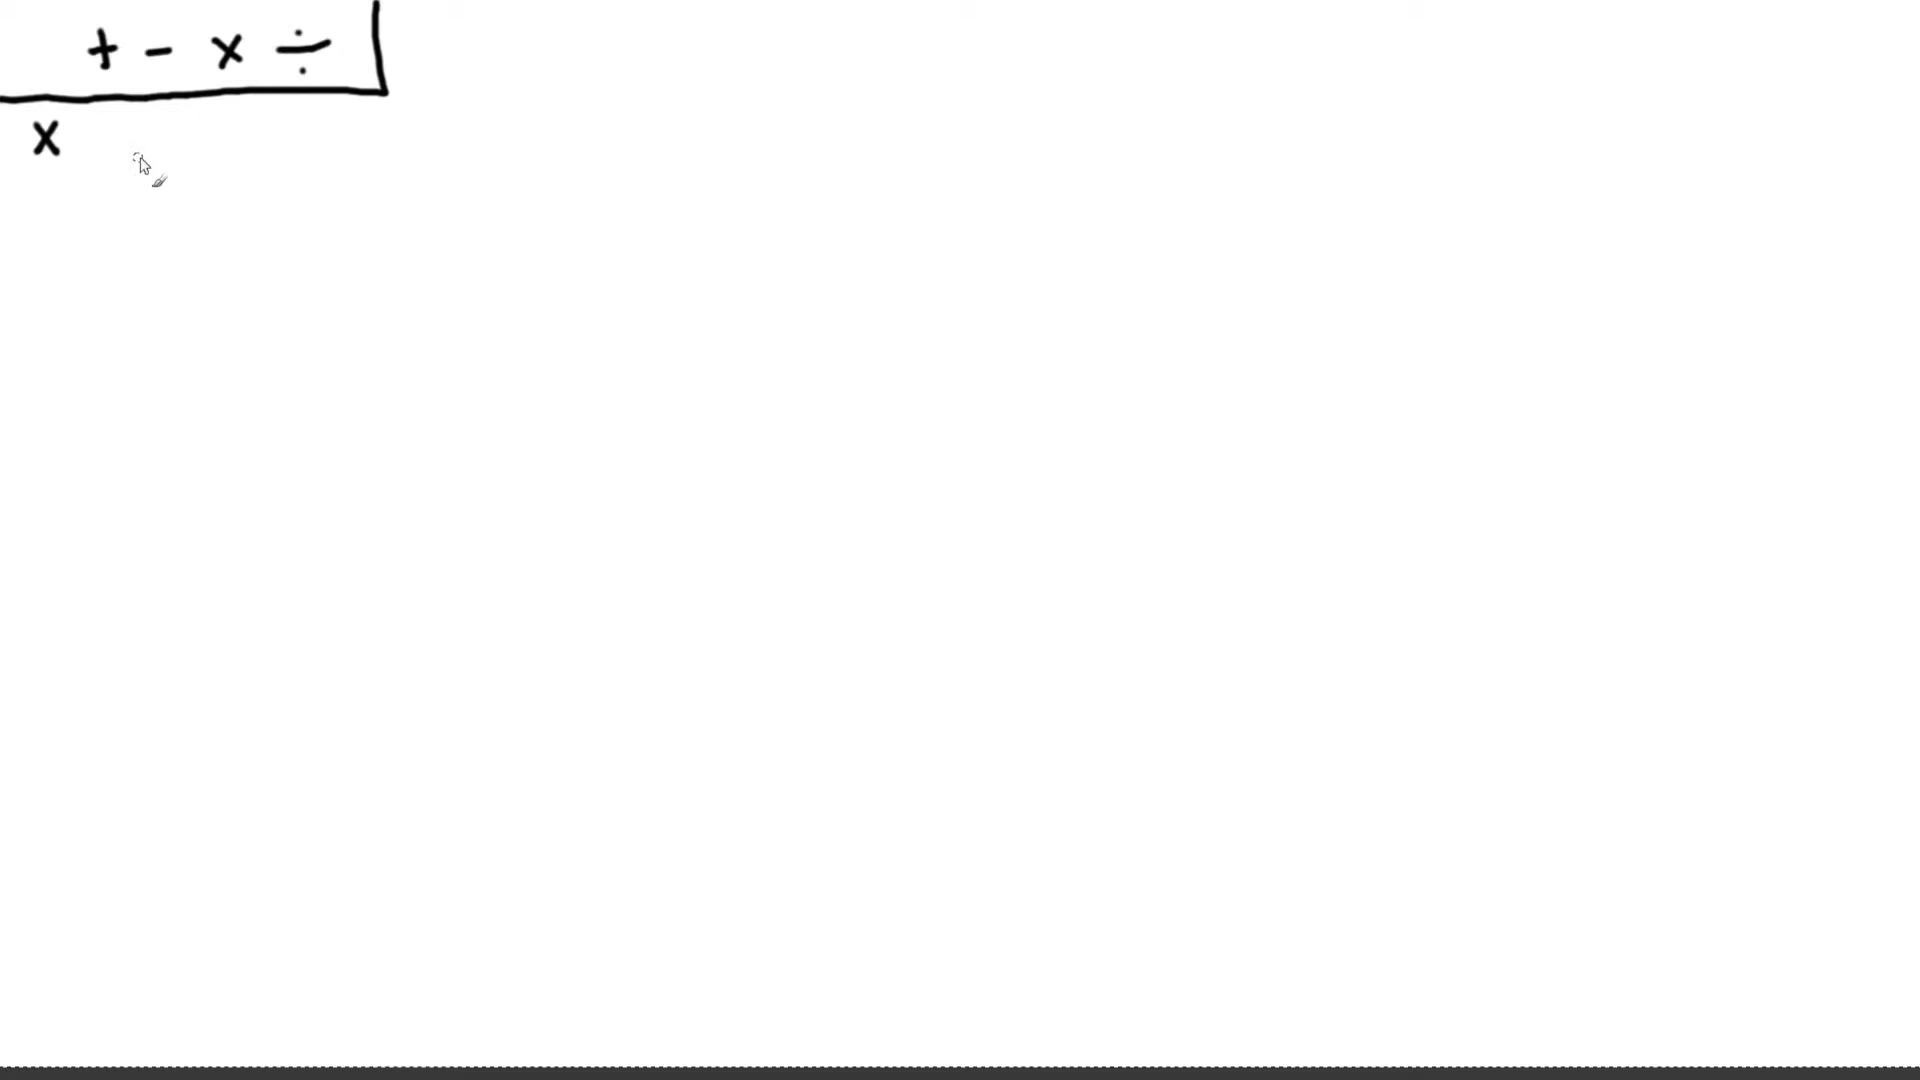 + - x ÷
x